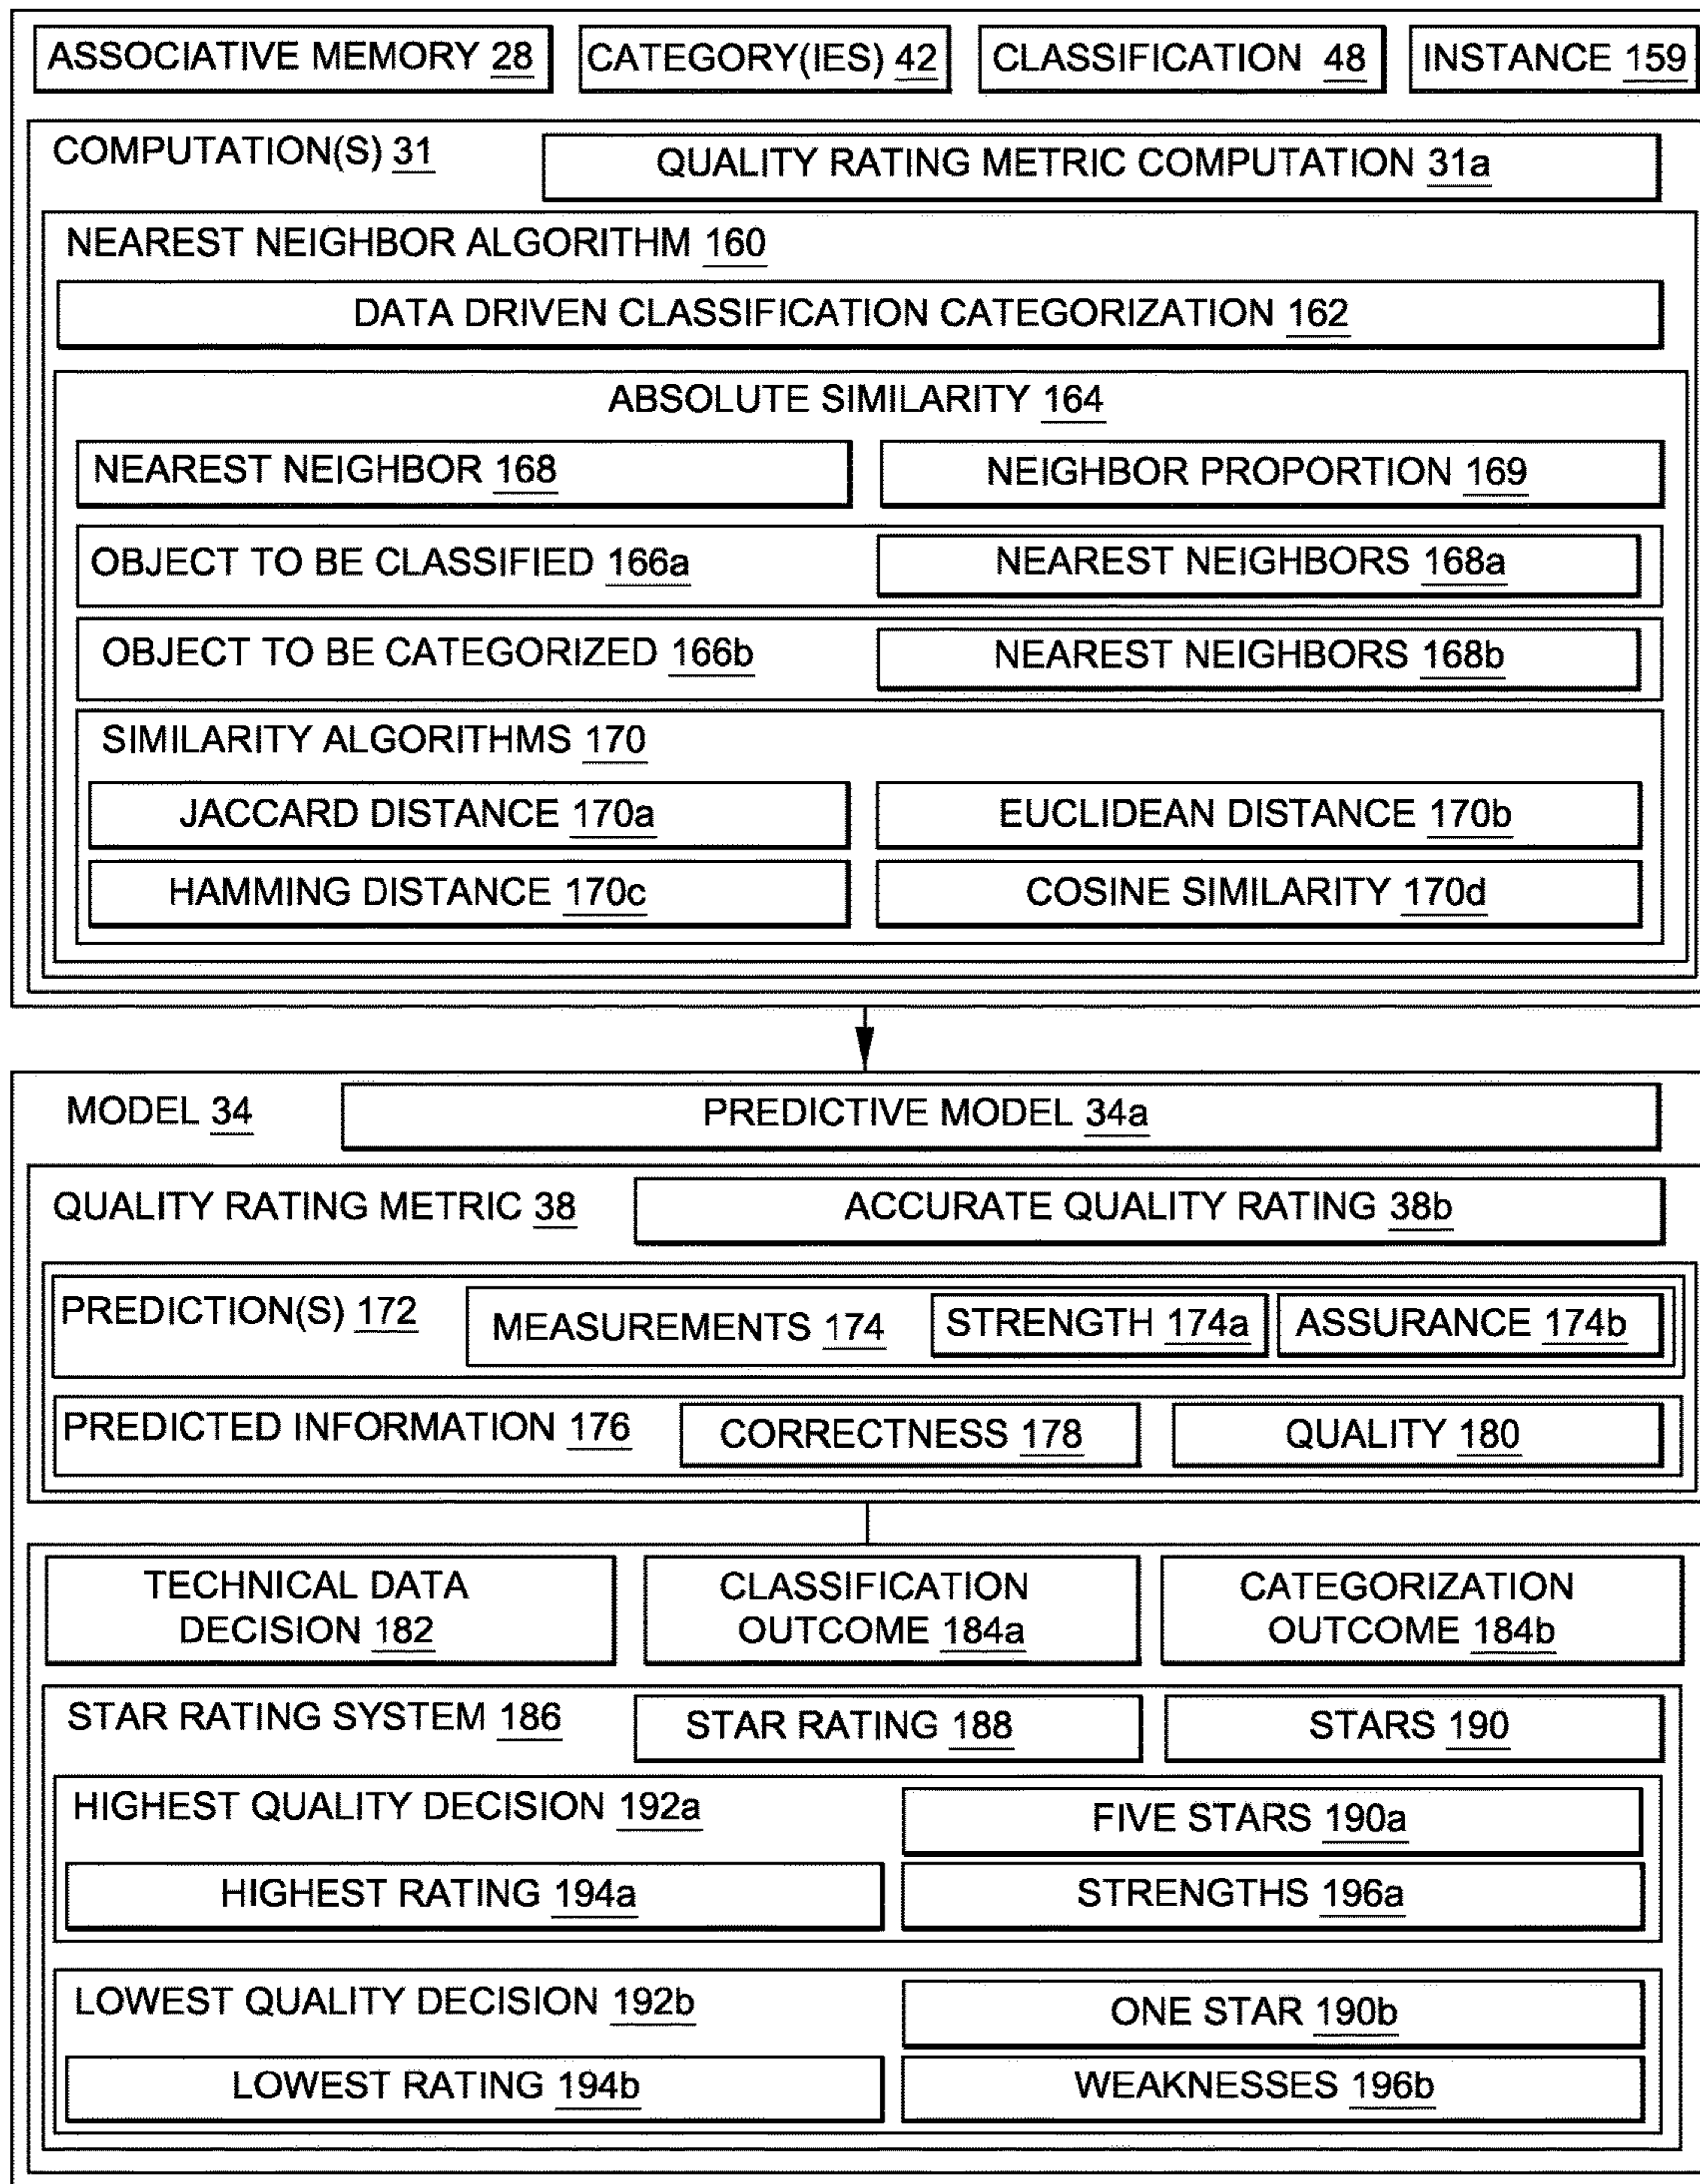 ASSOCIATIVE MEMORY 28 CATEGORY(IES) 42 CLASSIFICATION 48 INSTANCE 159
COMPUTATION(S) 31 QUALITY RATING METRIC COMPUTATION 31a
NEAREST NEIGHBOR ALGORITHM 160
DATA DRIVEN CLASSIFICATION CATEGORIZATION 162
ABSOLUTE SIMILARITY 164
NEAREST NEIGHBOR 168 NEIGHBOR PROPORTION 169
OBJECT TO BE CLASSIFIED 166a NEAREST NEIGHBORS 168a
OBJECT TO BE CATEGORIZED 166b NEAREST NEIGHBORS 168b
SIMILARITY ALGORITHMS 170
JACCARD DISTANCE 170a EUCLIDEAN DISTANCE 170b
HAMMING DISTANCE 170c COSINE SIMILARITY 170d
MODEL 34 PREDICTIVE MODEL 34a
QUALITY RATING METRIC 38 ACCURATE QUALITY RATING 38b
PREDICTION(S) 172 MEASUREMENTS 174 STRENGTH 174a ASSURANCE 174b
PREDICTED INFORMATION 176 CORRECTNESS 178 QUALITY 180
TECHNICAL DATA
DECISION 182
CLASSIFICATION
OUTCOME 184a
CATEGORIZATION
OUTCOME 184b
STAR RATING SYSTEM 186 STAR RATING 188 STARS 190
HIGHEST QUALITY DECISION 192a FIVE STARS 190a
HIGHEST RATING 194a STRENGTHS 196a
LOWEST QUALITY DECISION 192b ONE STAR 190b
LOWEST RATING 194b WEAKNESSES 196b